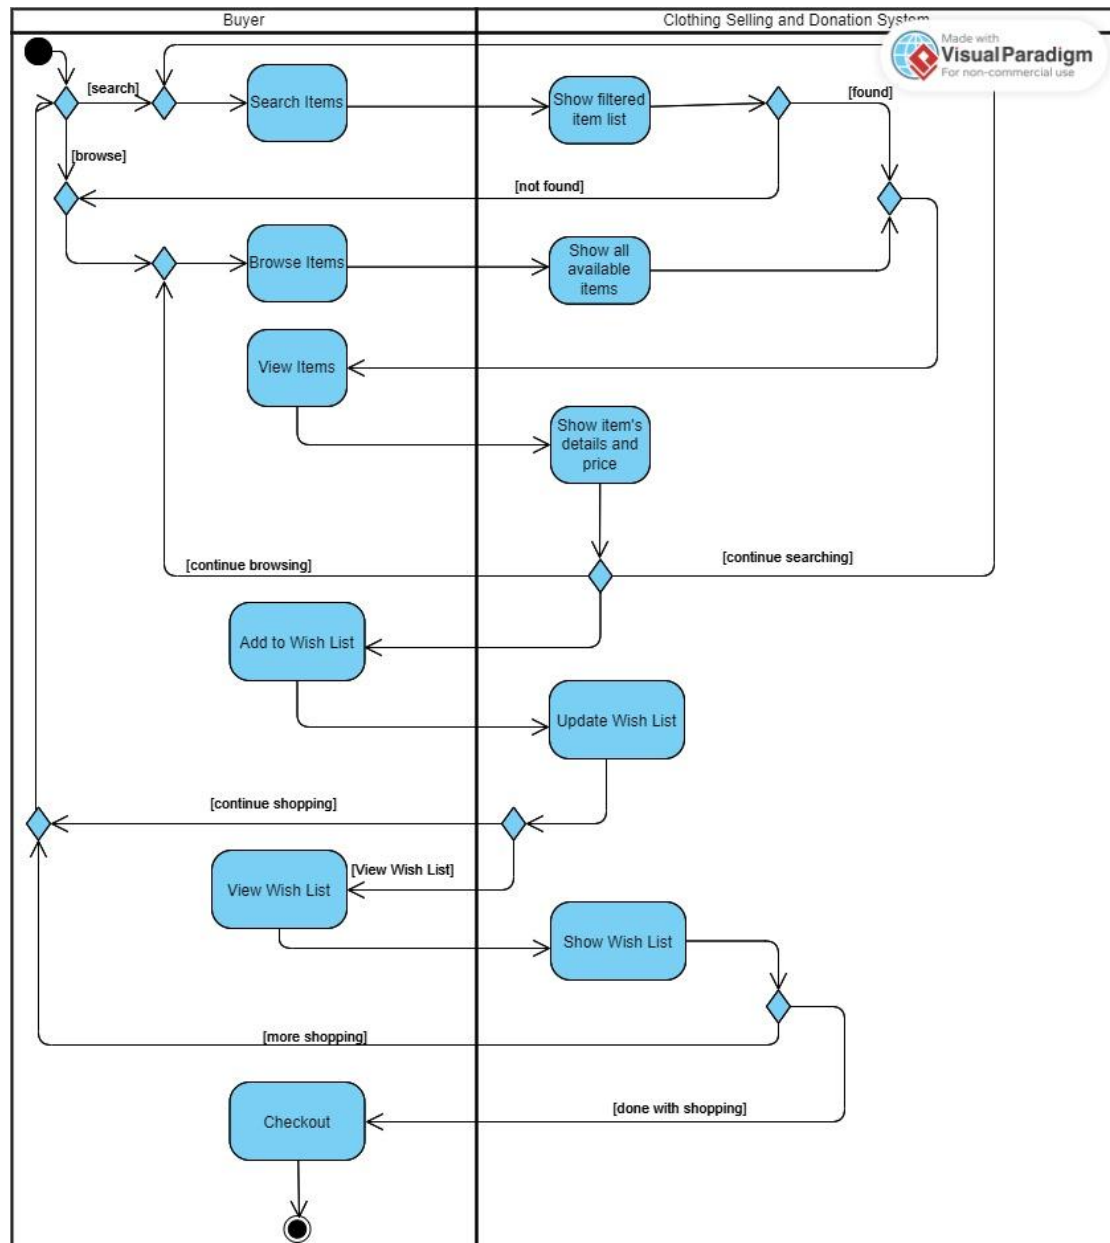 Buyer
Clothing Selling and Donation System
Made with
VisualParadigm
For non-commercial use
[search]
Search Items
Show filtered
item list
[found]
[browse]
[not found]
Browse Items
Show all
available
items
View Items
Show item's
details and
price
[continue browsing]
[continue searching]
Add to Wish List
Update Wish List
[continue shopping]
[View Wish List]
View Wish List
Show Wish List
[more shopping]
[done with shopping]
Checkout